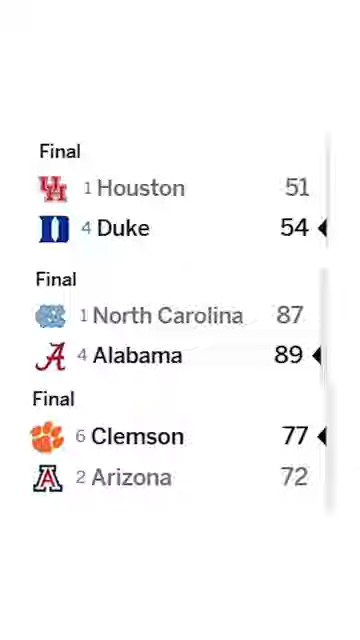 Final
1 Houston 51
4 Duke 54
Final
1 North Carolina 87
4 Alabama 89
Final
6 Clemson 77
2 Arizona 72